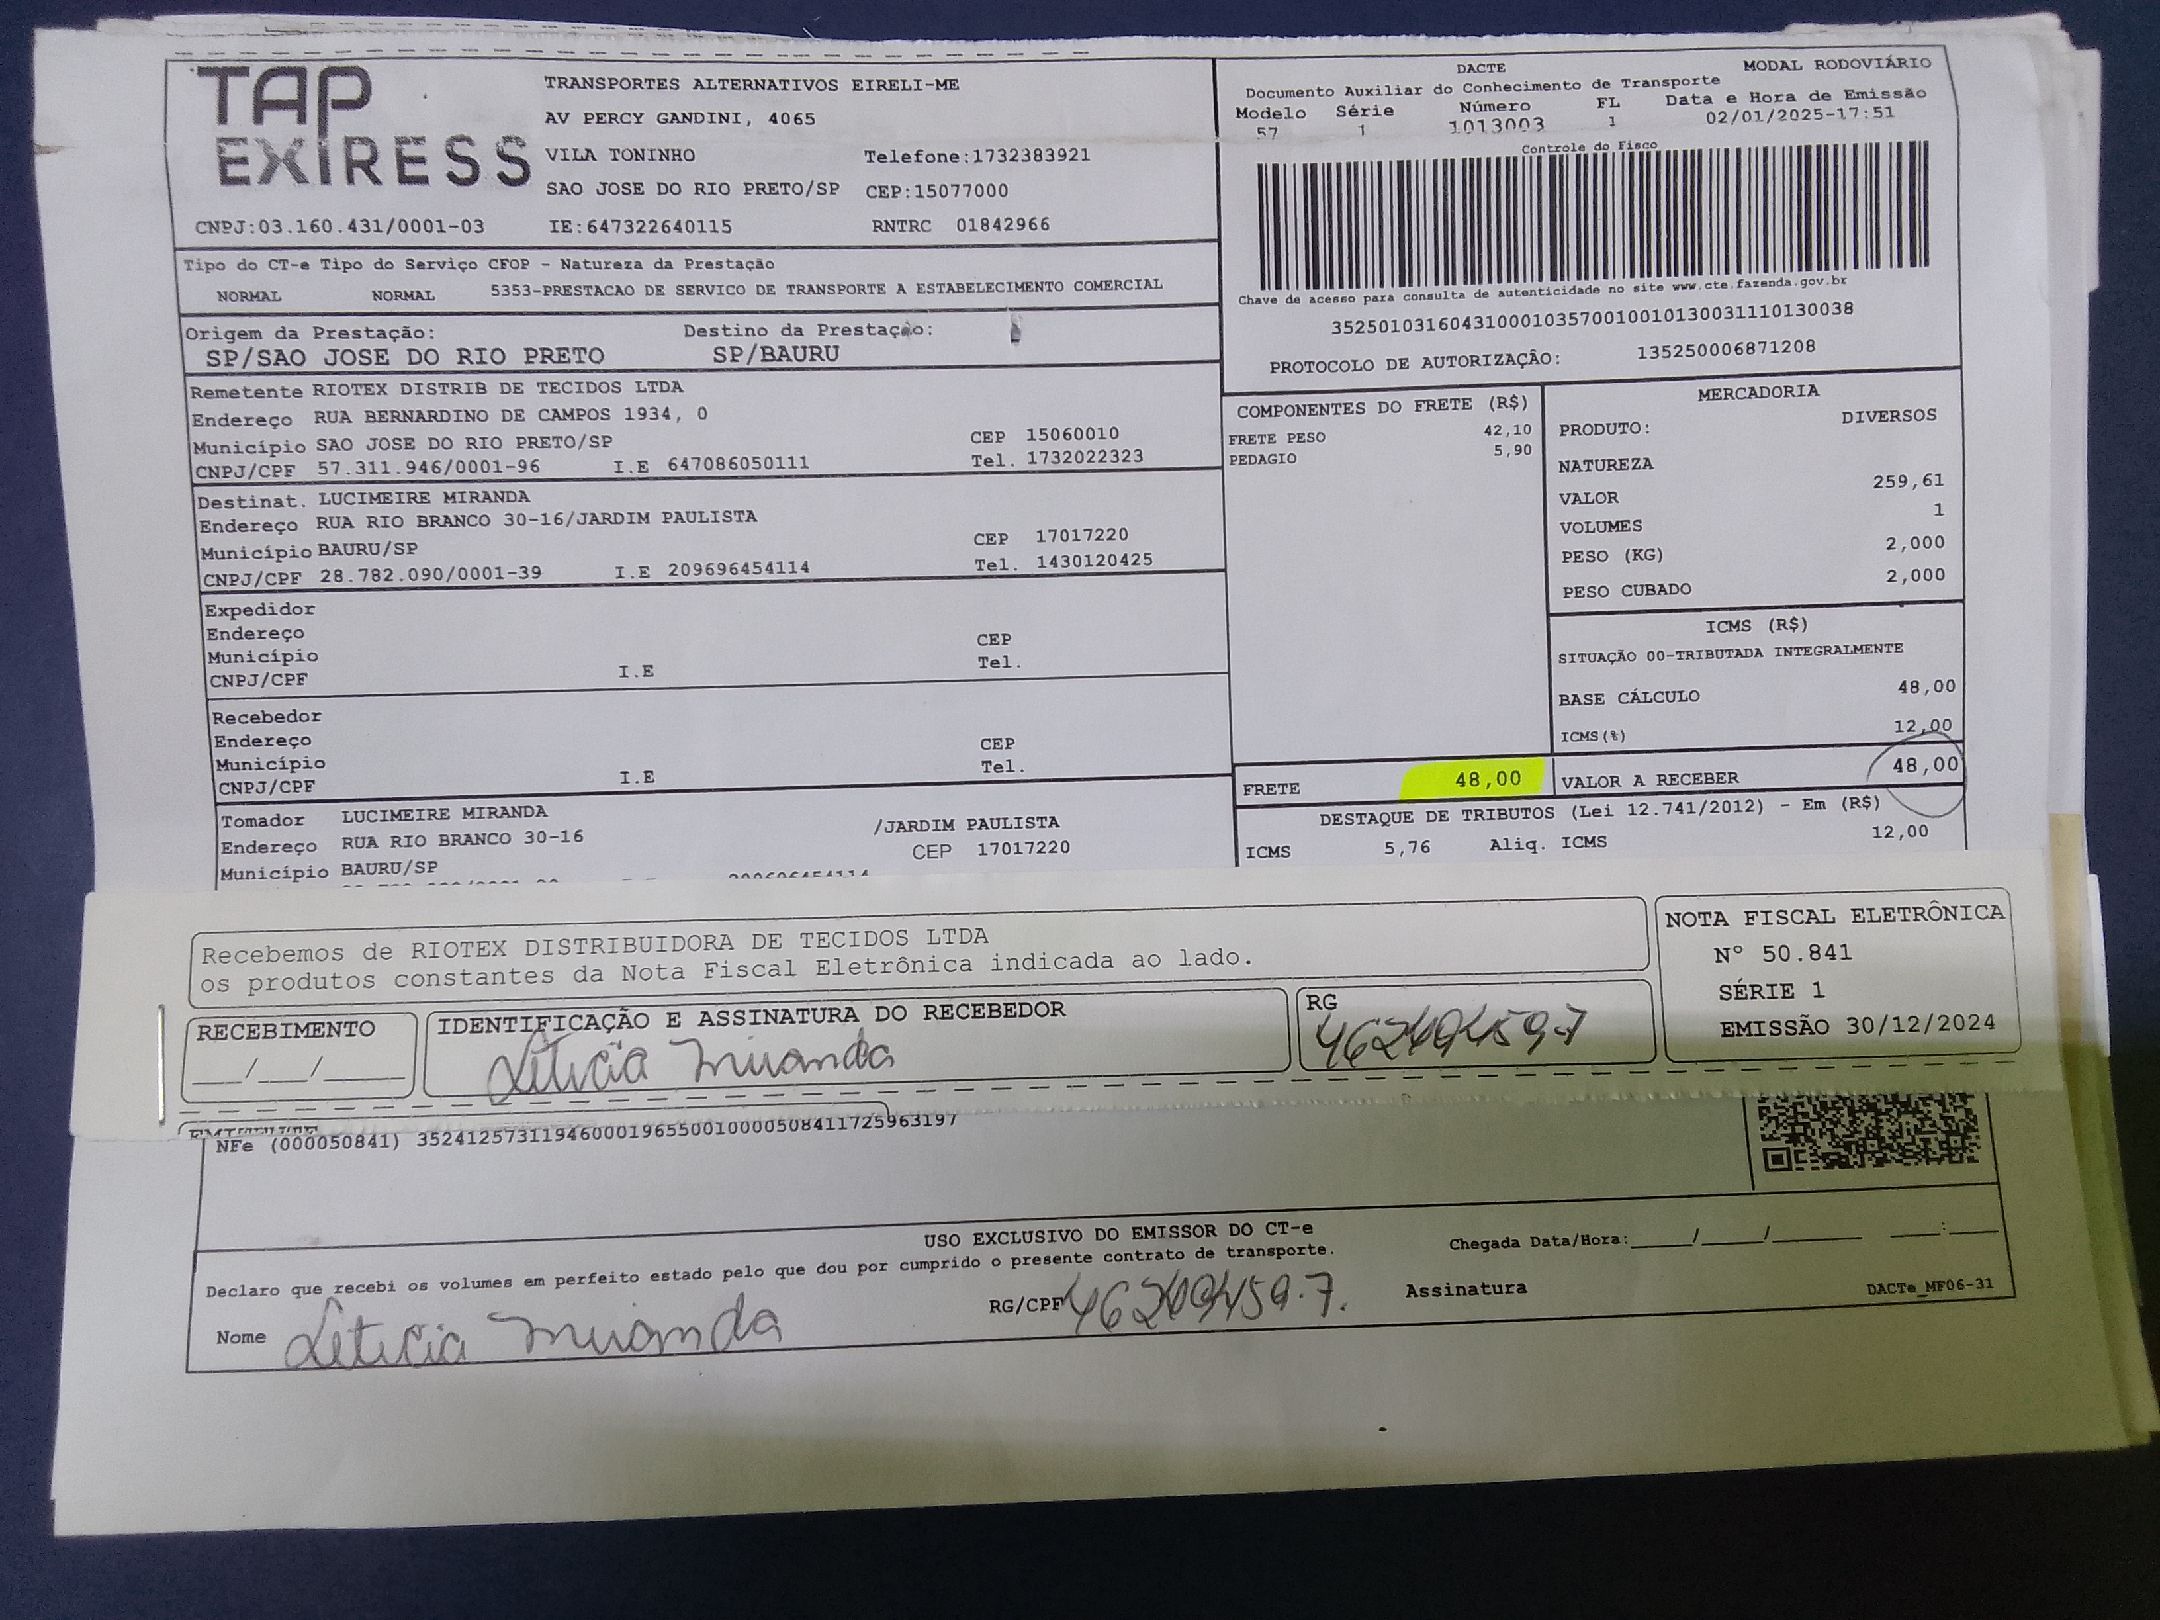 TAP EXPRESS
TRANSPORTES ALTERNATIVOS EIRELI-ME
AV PERCY GANDINI, 4065
VILA TONINHO Telefone:1732383921
SAO JOSE DO RIO PRETO/SP CEP:15077000
CNPJ:03.160.431/0001-03 IE:647322640115 RNTRC 01842966
DACTE MODAL RODOVIÁRIO
Documento Auxiliar do Conhecimento de Transporte
Modelo Série Número FL Data e Hora de Emissão
57 1 1013003 1 02/01/2025-17:51
Controle do Fisco
Chave de acesso para consulta de autenticidade no site www.cte.fazenda.gov.br
35250103160431000103570010010130031110130038
PROTOCOLO DE AUTORIZAÇÃO: 135250006871208
Tipo do CT-e Tipo do Serviço CFOP - Natureza da Prestação
NORMAL NORMAL 5353-PRESTACAO DE SERVICO DE TRANSPORTE A ESTABELECIMENTO COMERCIAL
Origem da Prestação: Destino da Prestação:
SP/SAO JOSE DO RIO PRETO SP/BAURU
Remetente RIOTEX DISTRIB DE TECIDOS LTDA
Endereço RUA BERNARDINO DE CAMPOS 1934, 0
Município SAO JOSE DO RIO PRETO/SP CEP 15060010
CNPJ/CPF 57.311.946/0001-96 I.E 647086050111 Tel. 1732022323
Destinat. LUCIMEIRE MIRANDA
Endereço RUA RIO BRANCO 30-16/JARDIM PAULISTA
Município BAURU/SP CEP 17017220
CNPJ/CPF 28.782.090/0001-39 I.E 209696454114 Tel. 1430120425
Expedidor
Endereço
Município CEP
CNPJ/CPF I.E Tel.
Recebedor
Endereço
Município CEP
CNPJ/CPF I.E Tel.
Tomador LUCIMEIRE MIRANDA
Endereço RUA RIO BRANCO 30-16 /JARDIM PAULISTA
Município BAURU/SP CEP 17017220
COMPONENTES DO FRETE (R$)
FRETE PESO 42,10
PEDAGIO 5,90
MERCADORIA
PRODUTO: DIVERSOS
NATUREZA
VALOR 259,61
VOLUMES 1
PESO (KG) 2,000
PESO CUBADO 2,000
ICMS (R$)
SITUAÇÃO 00-TRIBUTADA INTEGRALMENTE
BASE CÁLCULO 48,00
ICMS(%) 12,00
FRETE 48,00 VALOR A RECEBER 48,00
DESTAQUE DE TRIBUTOS (Lei 12.741/2012) - Em (R$)
ICMS 5,76 Aliq. ICMS 12,00
Recebemos de RIOTEX DISTRIBUIDORA DE TECIDOS LTDA
os produtos constantes da Nota Fiscal Eletrônica indicada ao lado.
NOTA FISCAL ELETRÔNICA
Nº 50.841
SÉRIE 1
EMISSÃO 30/12/2024
RECEBIMENTO
___/___/_____
IDENTIFICAÇÃO E ASSINATURA DO RECEBEDOR
Leticia Miranda
RG
NFe (000050841) 35241257311946000196550010000508411725963197
USO EXCLUSIVO DO EMISSOR DO CT-e
Declaro que recebi os volumes em perfeito estado pelo que dou por cumprido o presente contrato de transporte.
Chegada Data/Hora:_____/_____/_______ ____:____
Nome Leticia Miranda RG/CPF Assinatura
DACTe_MF06-31